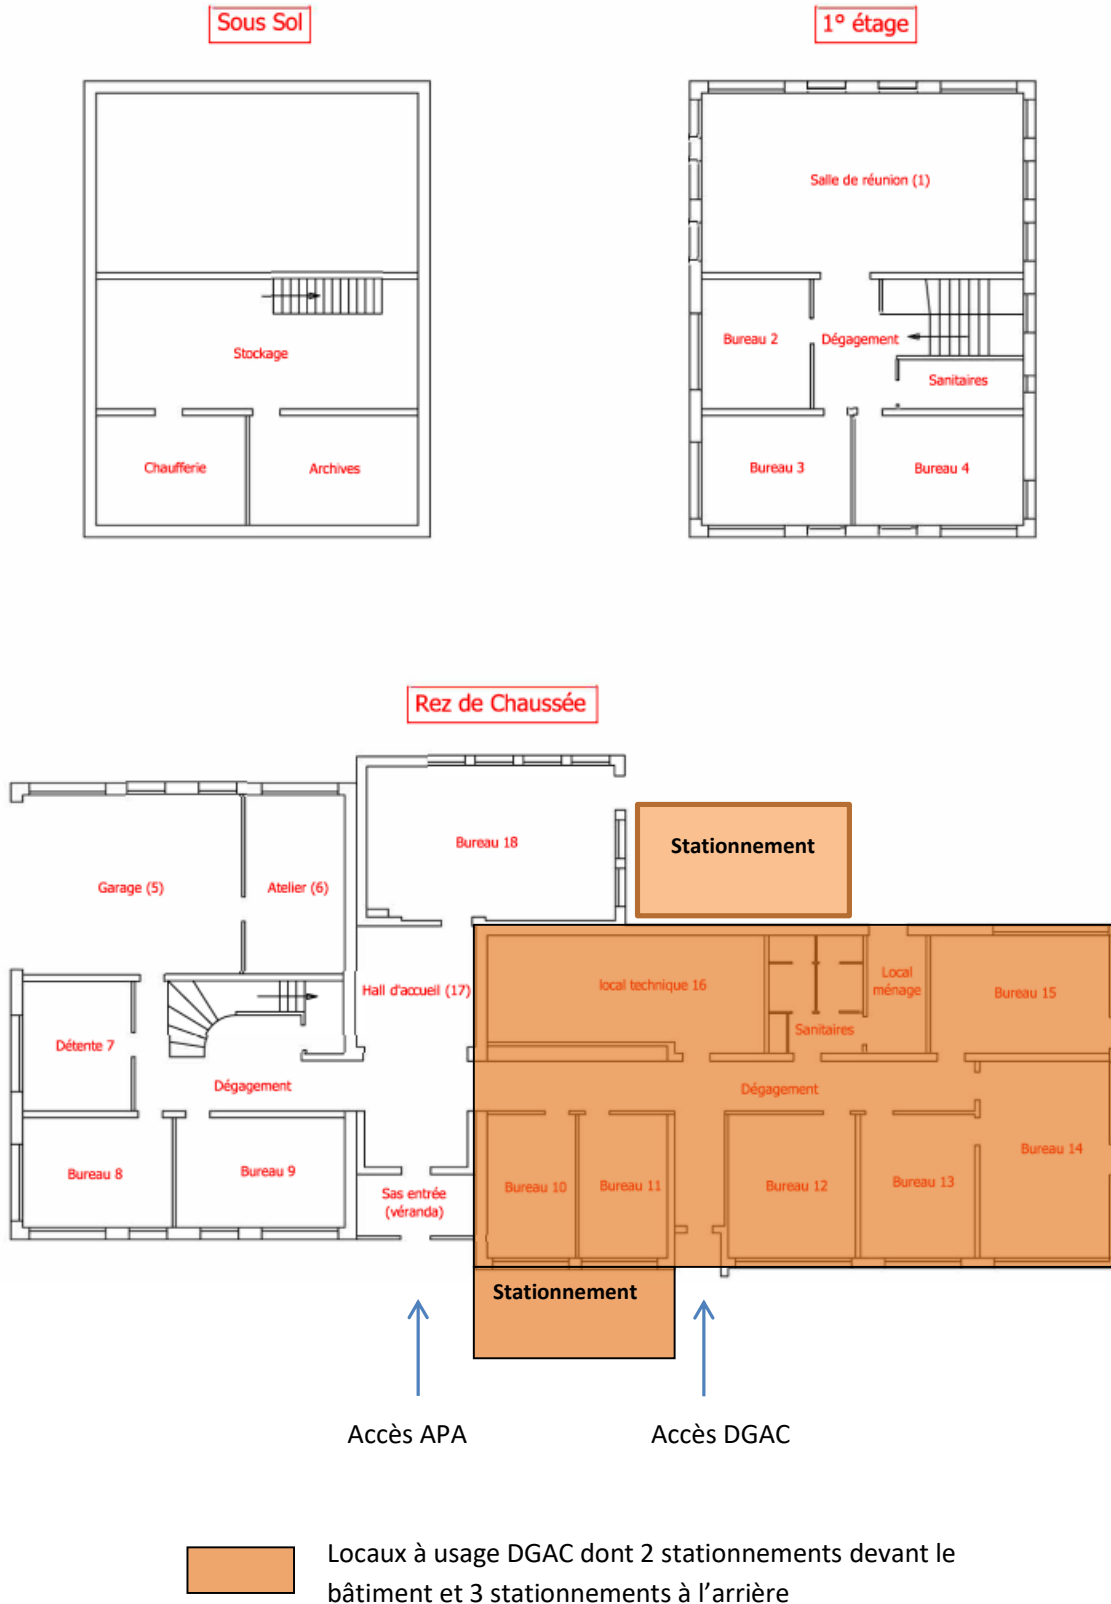 Sous Sol
1° étage
Salle de réunion (1)
Bureau 2
Dégagement
Stockage
Sanitaires
Chaufferie
Archives
Bureau 3
Bureau 4
Rez de Chaussée
Bureau 18
Stationnement
Garage (5)
Atelier (6)
Hall d'accueil (17)
local technique 16
Local
ménage
Bureau 15
Sanitaires
Détente 7
Dégagement
Dégagement
Bureau 8
Bureau 9
Sas entrée
(véranda)
Bureau 10
Bureau 11
Bureau 12
Bureau 13
Bureau 14
Stationnement
Accès APA
Accès DGAC
Locaux à usage DGAC dont 2 stationnements devant le
bâtiment et 3 stationnements à l’arrière